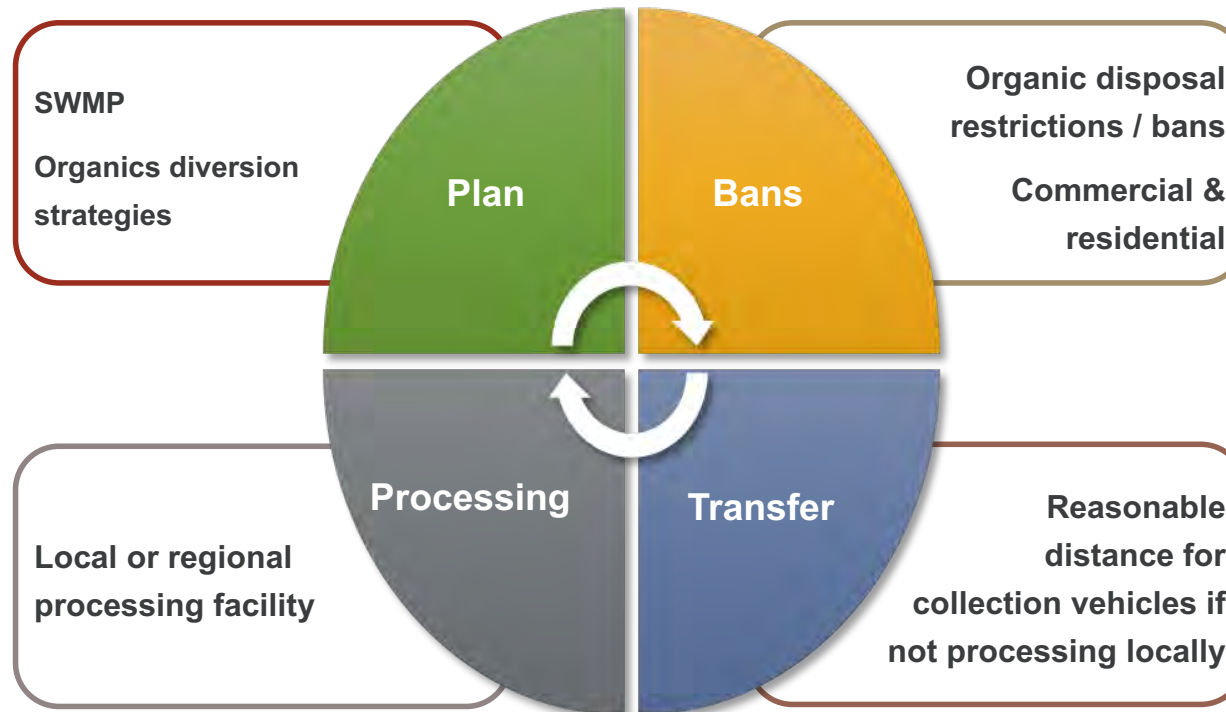 SWMP
Organics diversion
strategies
Plan
Bans
Organic disposal
restrictions / bans
Commercial &
residential
Processing
Transfer
Local or regional
processing facility
Reasonable
distance for
collection vehicles if
not processing locally